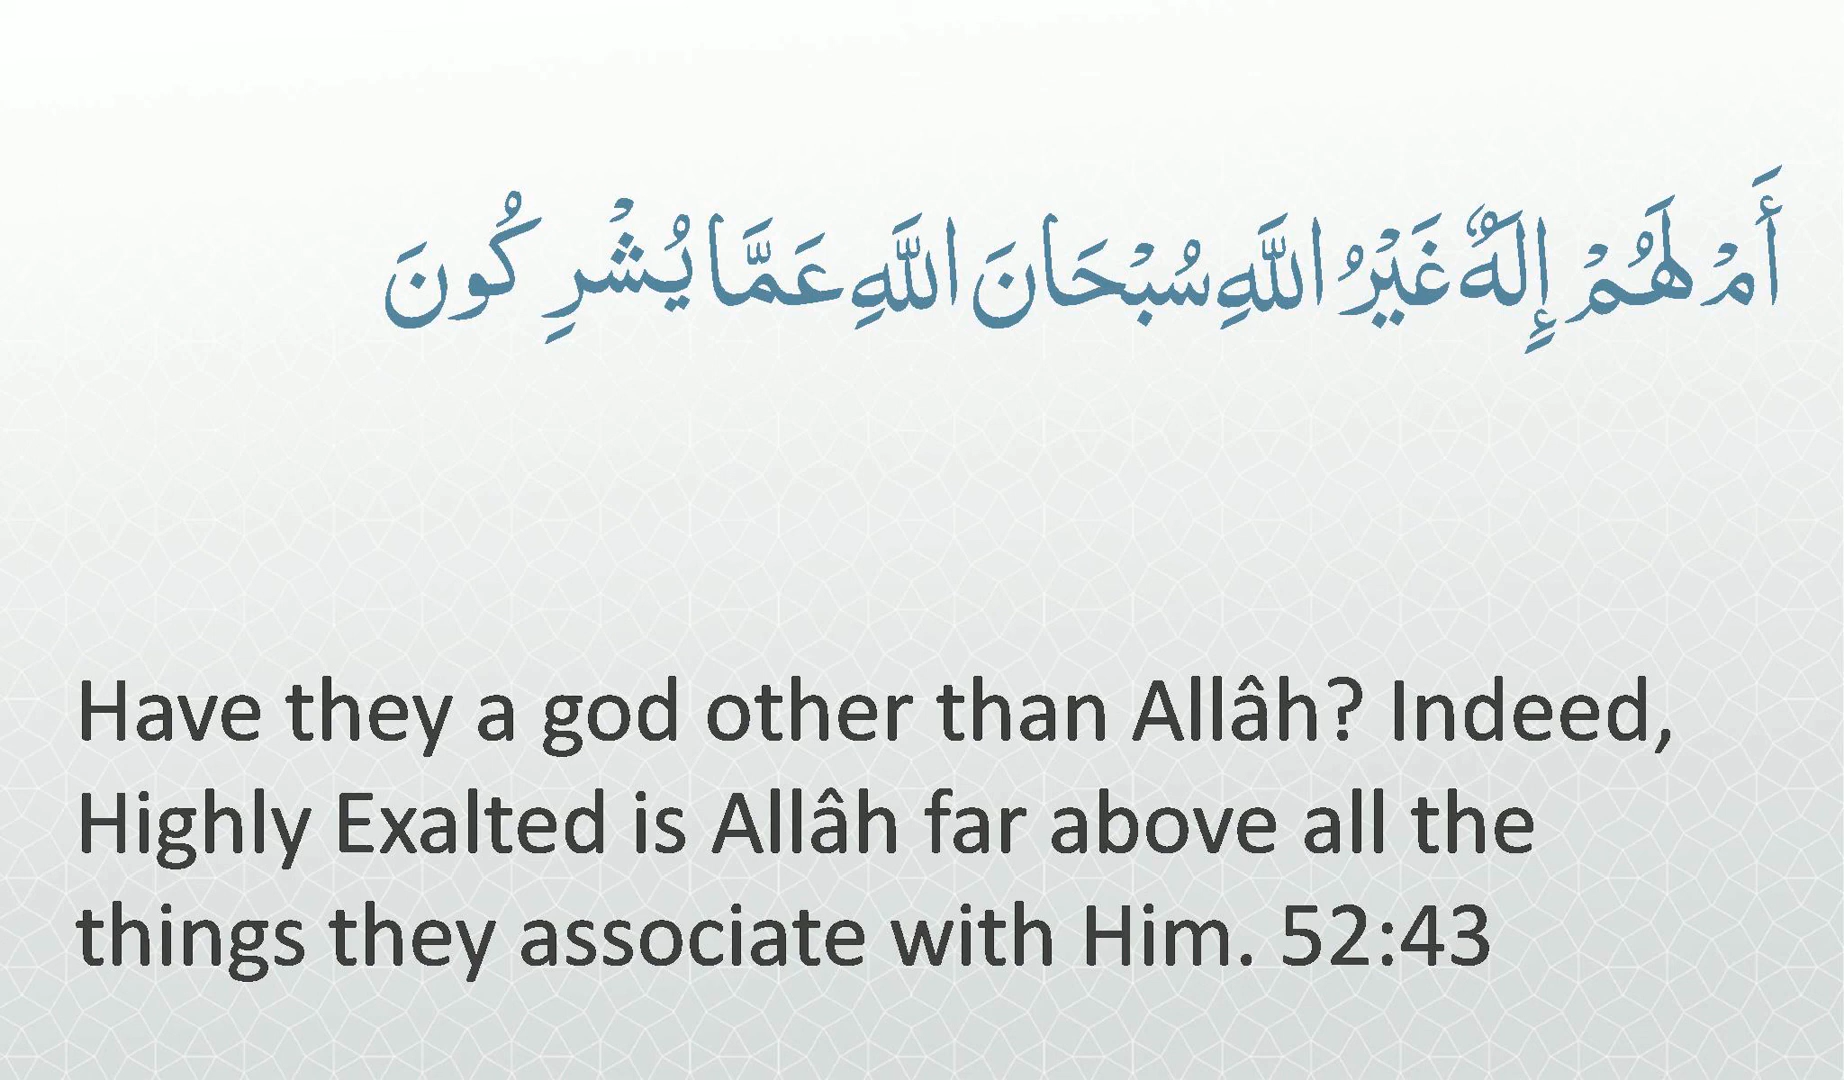 أَمْ لَهُمْ إِلَهٌ غَيْرُ اللَّهِ سُبْحَانَ اللَّهِ عَمَّا يُشْرِكُونَ
Have they a god other than Allâh? Indeed,
Highly Exalted is Allâh far above all the
things they associate with Him. 52:43